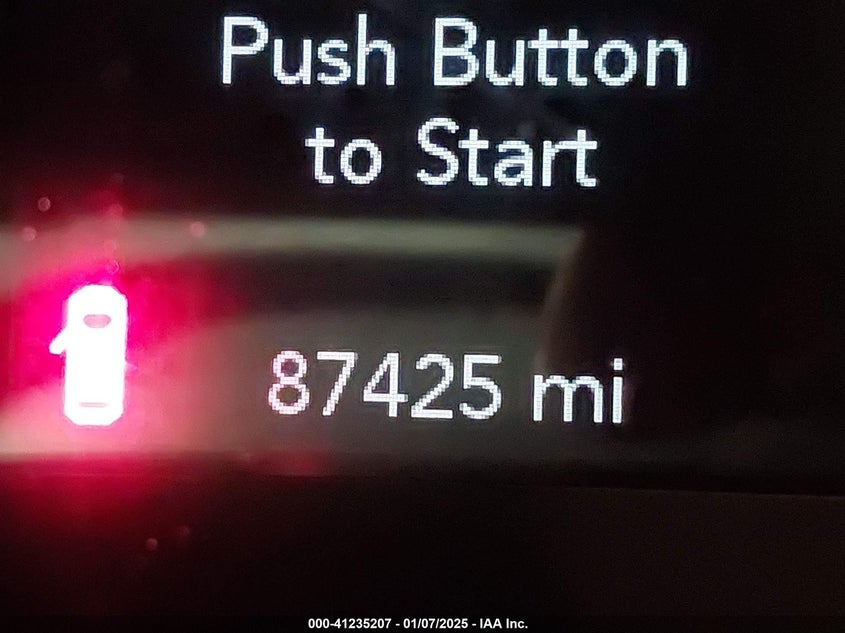 Push Button
to Start
87425 mi
000-41235207 - 01/07/2025 - IAA Inc.